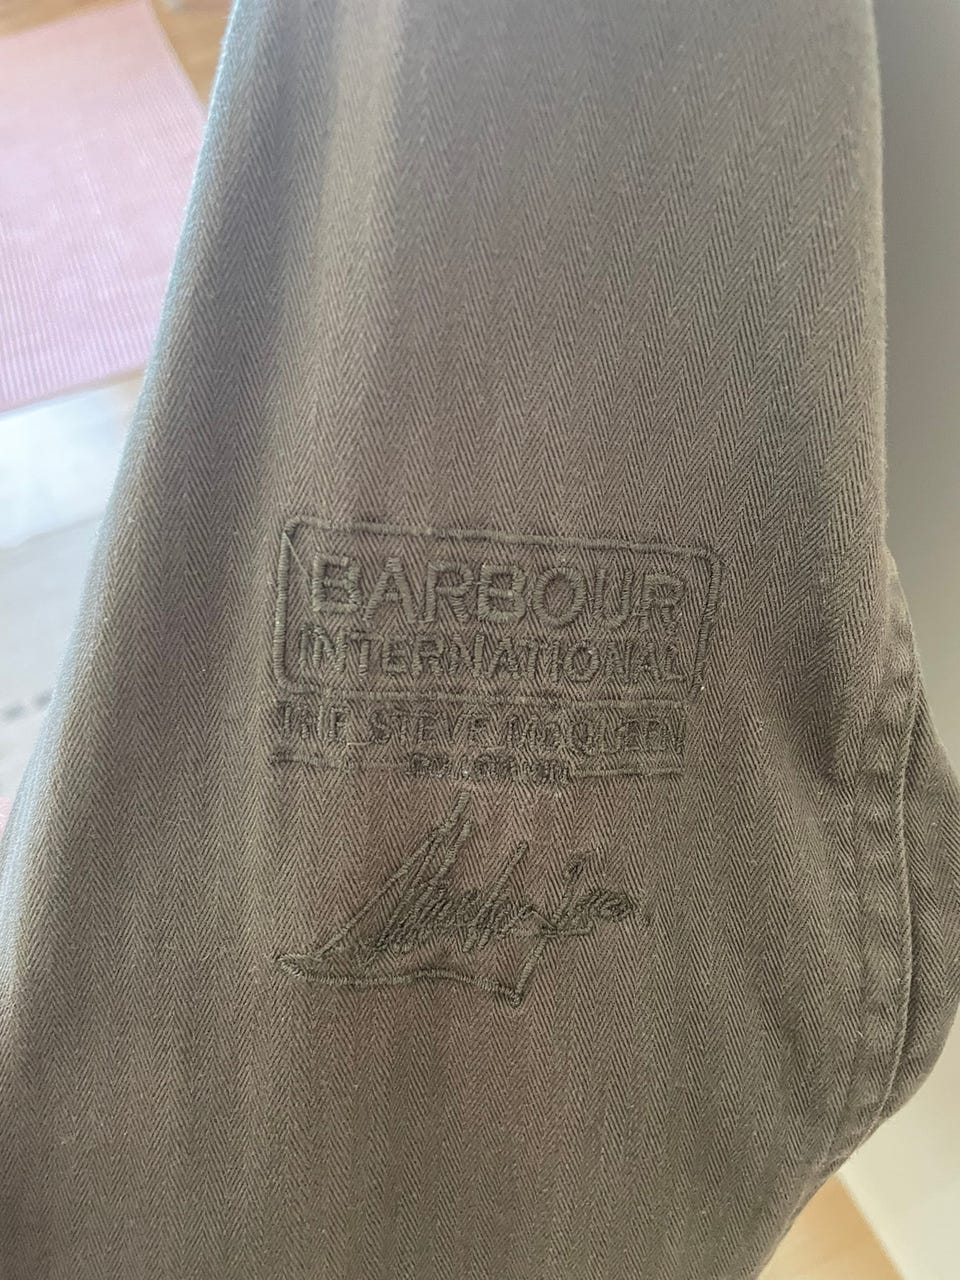 BARBOUR
INTERNATIONAL
THE STEVE MCQUEEN